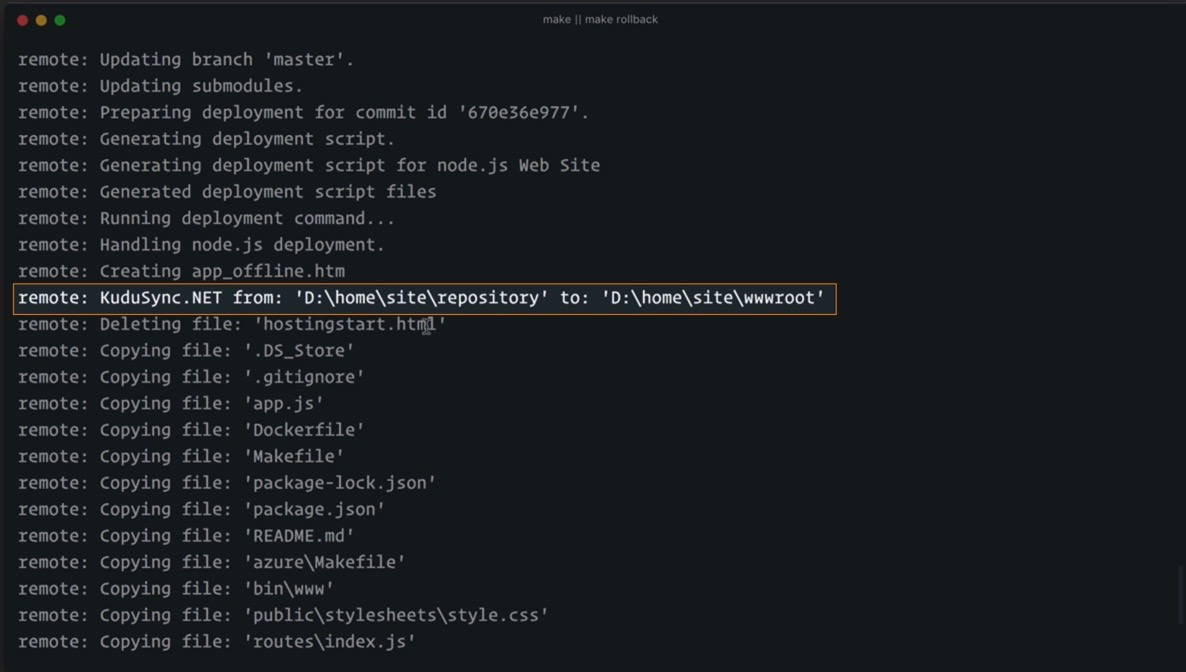 make || make rollback
remote: Updating branch 'master'.
remote: Updating submodules.
remote: Preparing deployment for commit id '670e36e977'.
remote: Generating deployment script.
remote: Generating deployment script for node.js Web Site
remote: Generated deployment script files
remote: Running deployment command...
remote: Handling node.js deployment.
remote: Creating app_offline.htm
remote: KuduSync.NET from: 'D:\home\site\repository' to: 'D:\home\site\wwwroot'
remote: Deleting file: 'hostingstart.html'
remote: Copying file: '.DS_Store'
remote: Copying file: '.gitignore'
remote: Copying file: 'app.js'
remote: Copying file: 'Dockerfile'
remote: Copying file: 'Makefile'
remote: Copying file: 'package-lock.json'
remote: Copying file: 'package.json'
remote: Copying file: 'README.md'
remote: Copying file: 'azure\Makefile'
remote: Copying file: 'bin\www'
remote: Copying file: 'public\stylesheets\style.css'
remote: Copying file: 'routes\index.js'